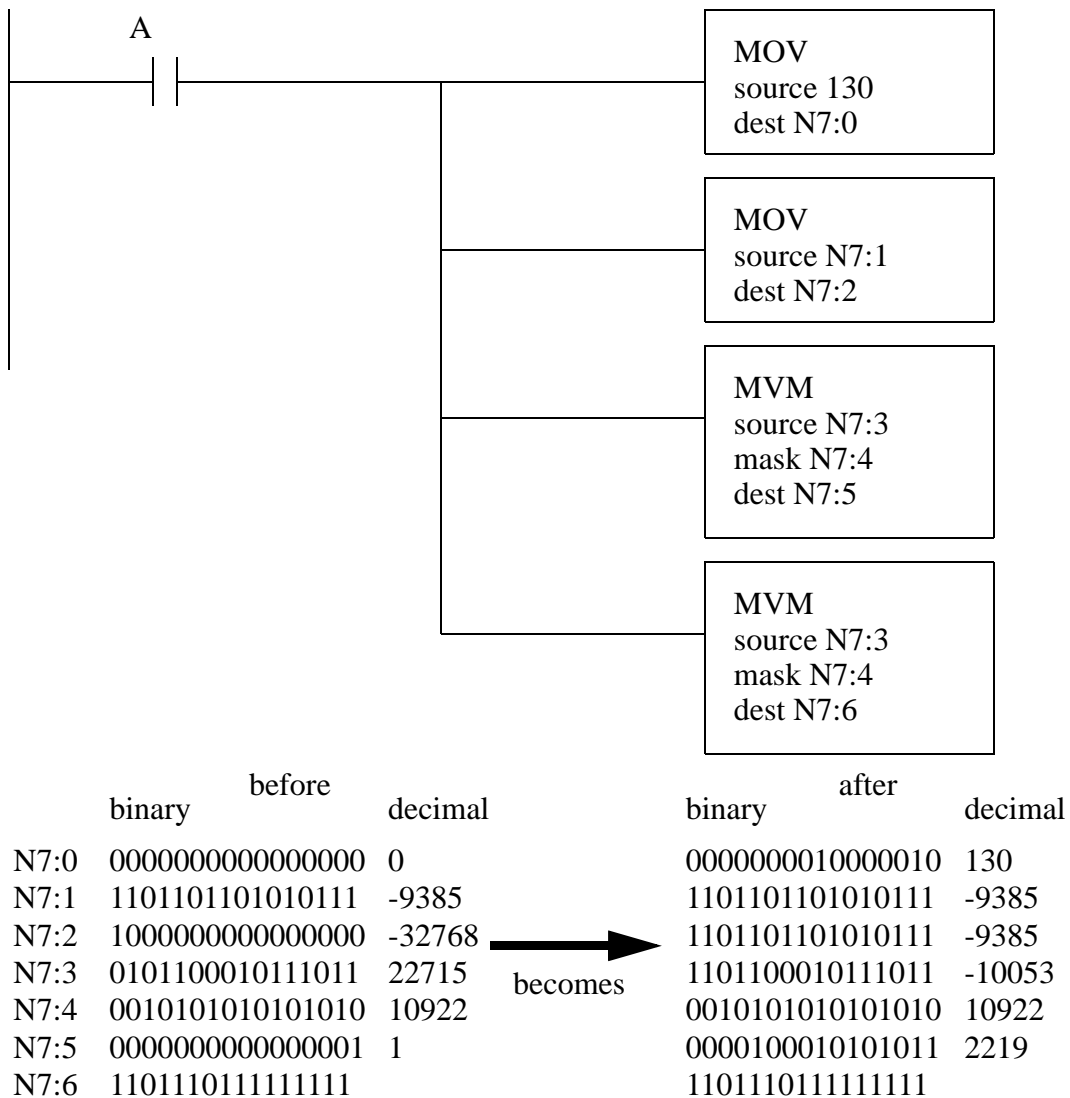 A
MOV
source 130
dest N7:0
MOV
source N7:1
dest N7:2
MVM
source N7:3
mask N7:4
dest N7:5
MVM
source N7:3
mask N7:4
dest N7:6
before after
binary decimal binary decimal
N7:0 0000000000000000 0 0000000010000010 130
N7:1 1101101101010111 -9385 1101101101010111 -9385
N7:2 1000000000000000 -32768 1101101101010111 -9385
N7:3 0101100010111011 22715 1101100010111011 -10053
becomes
N7:4 0010101010101010 10922 0010101010101010 10922
N7:5 0000000000000001 1 0000100010101011 2219
N7:6 1101110111111111 1101110111111111